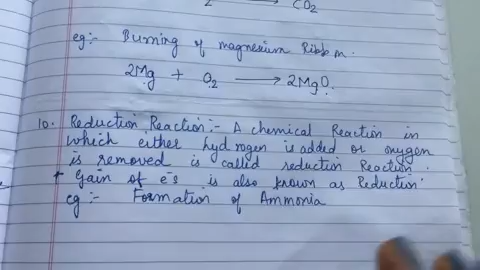 2 → CO₂
eg:- Burning of magnesium Ribbon.
2Mg + O₂ → 2MgO.
10. Reduction Reaction:- A chemical Reaction in
which either hydrogen is added or oxygen
is removed is called reduction Reaction.
+ Gain of e⁻s is also known as Reduction.
eg:- Formation of Ammonia